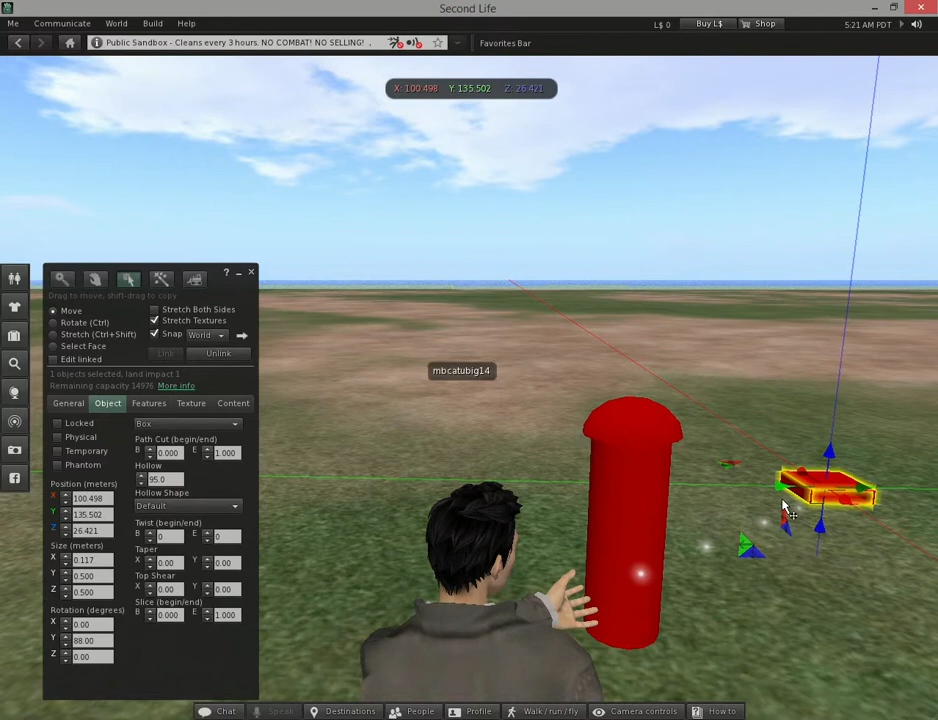 Second Life
Me Communicate World Build Help L$ 0 Buy L$ Shop 5:21 AM PDT
Public Sandbox - Cleans every 3 hours. NO COMBAT! NO SELLING! . Favorites Bar
X: 100.498 Y: 135.502 Z: 26.421
? _ ×
Drag to move, shift-drag to copy
Move
Rotate (Ctrl)
Stretch (Ctrl+Shift)
Select Face
Edit linked
Stretch Both Sides
Stretch Textures
Snap World
Link Unlink
1 objects selected, land impact 1
Remaining capacity 14976 More info
General Object Features Texture Content
Locked
Physical
Temporary
Phantom
Position (meters)
X 100.498
Y 135.502
Z 26.421
Size (meters)
X 0.117
Y 0.500
Z 0.500
Rotation (degrees)
X 0.00
Y 88.00
Z 0.00
Box
Path Cut (begin/end)
B 0.000 E 1.000
Hollow
95.0
Hollow Shape
Default
Twist (begin/end)
B 0 E 0
Taper
X 0.00 Y 0.00
Top Shear
X 0.00 Y 0.00
Slice (begin/end)
B 0.000 E 1.000
mbcatubig14
Chat Speak Destinations People Profile Walk / run / fly Camera controls How to